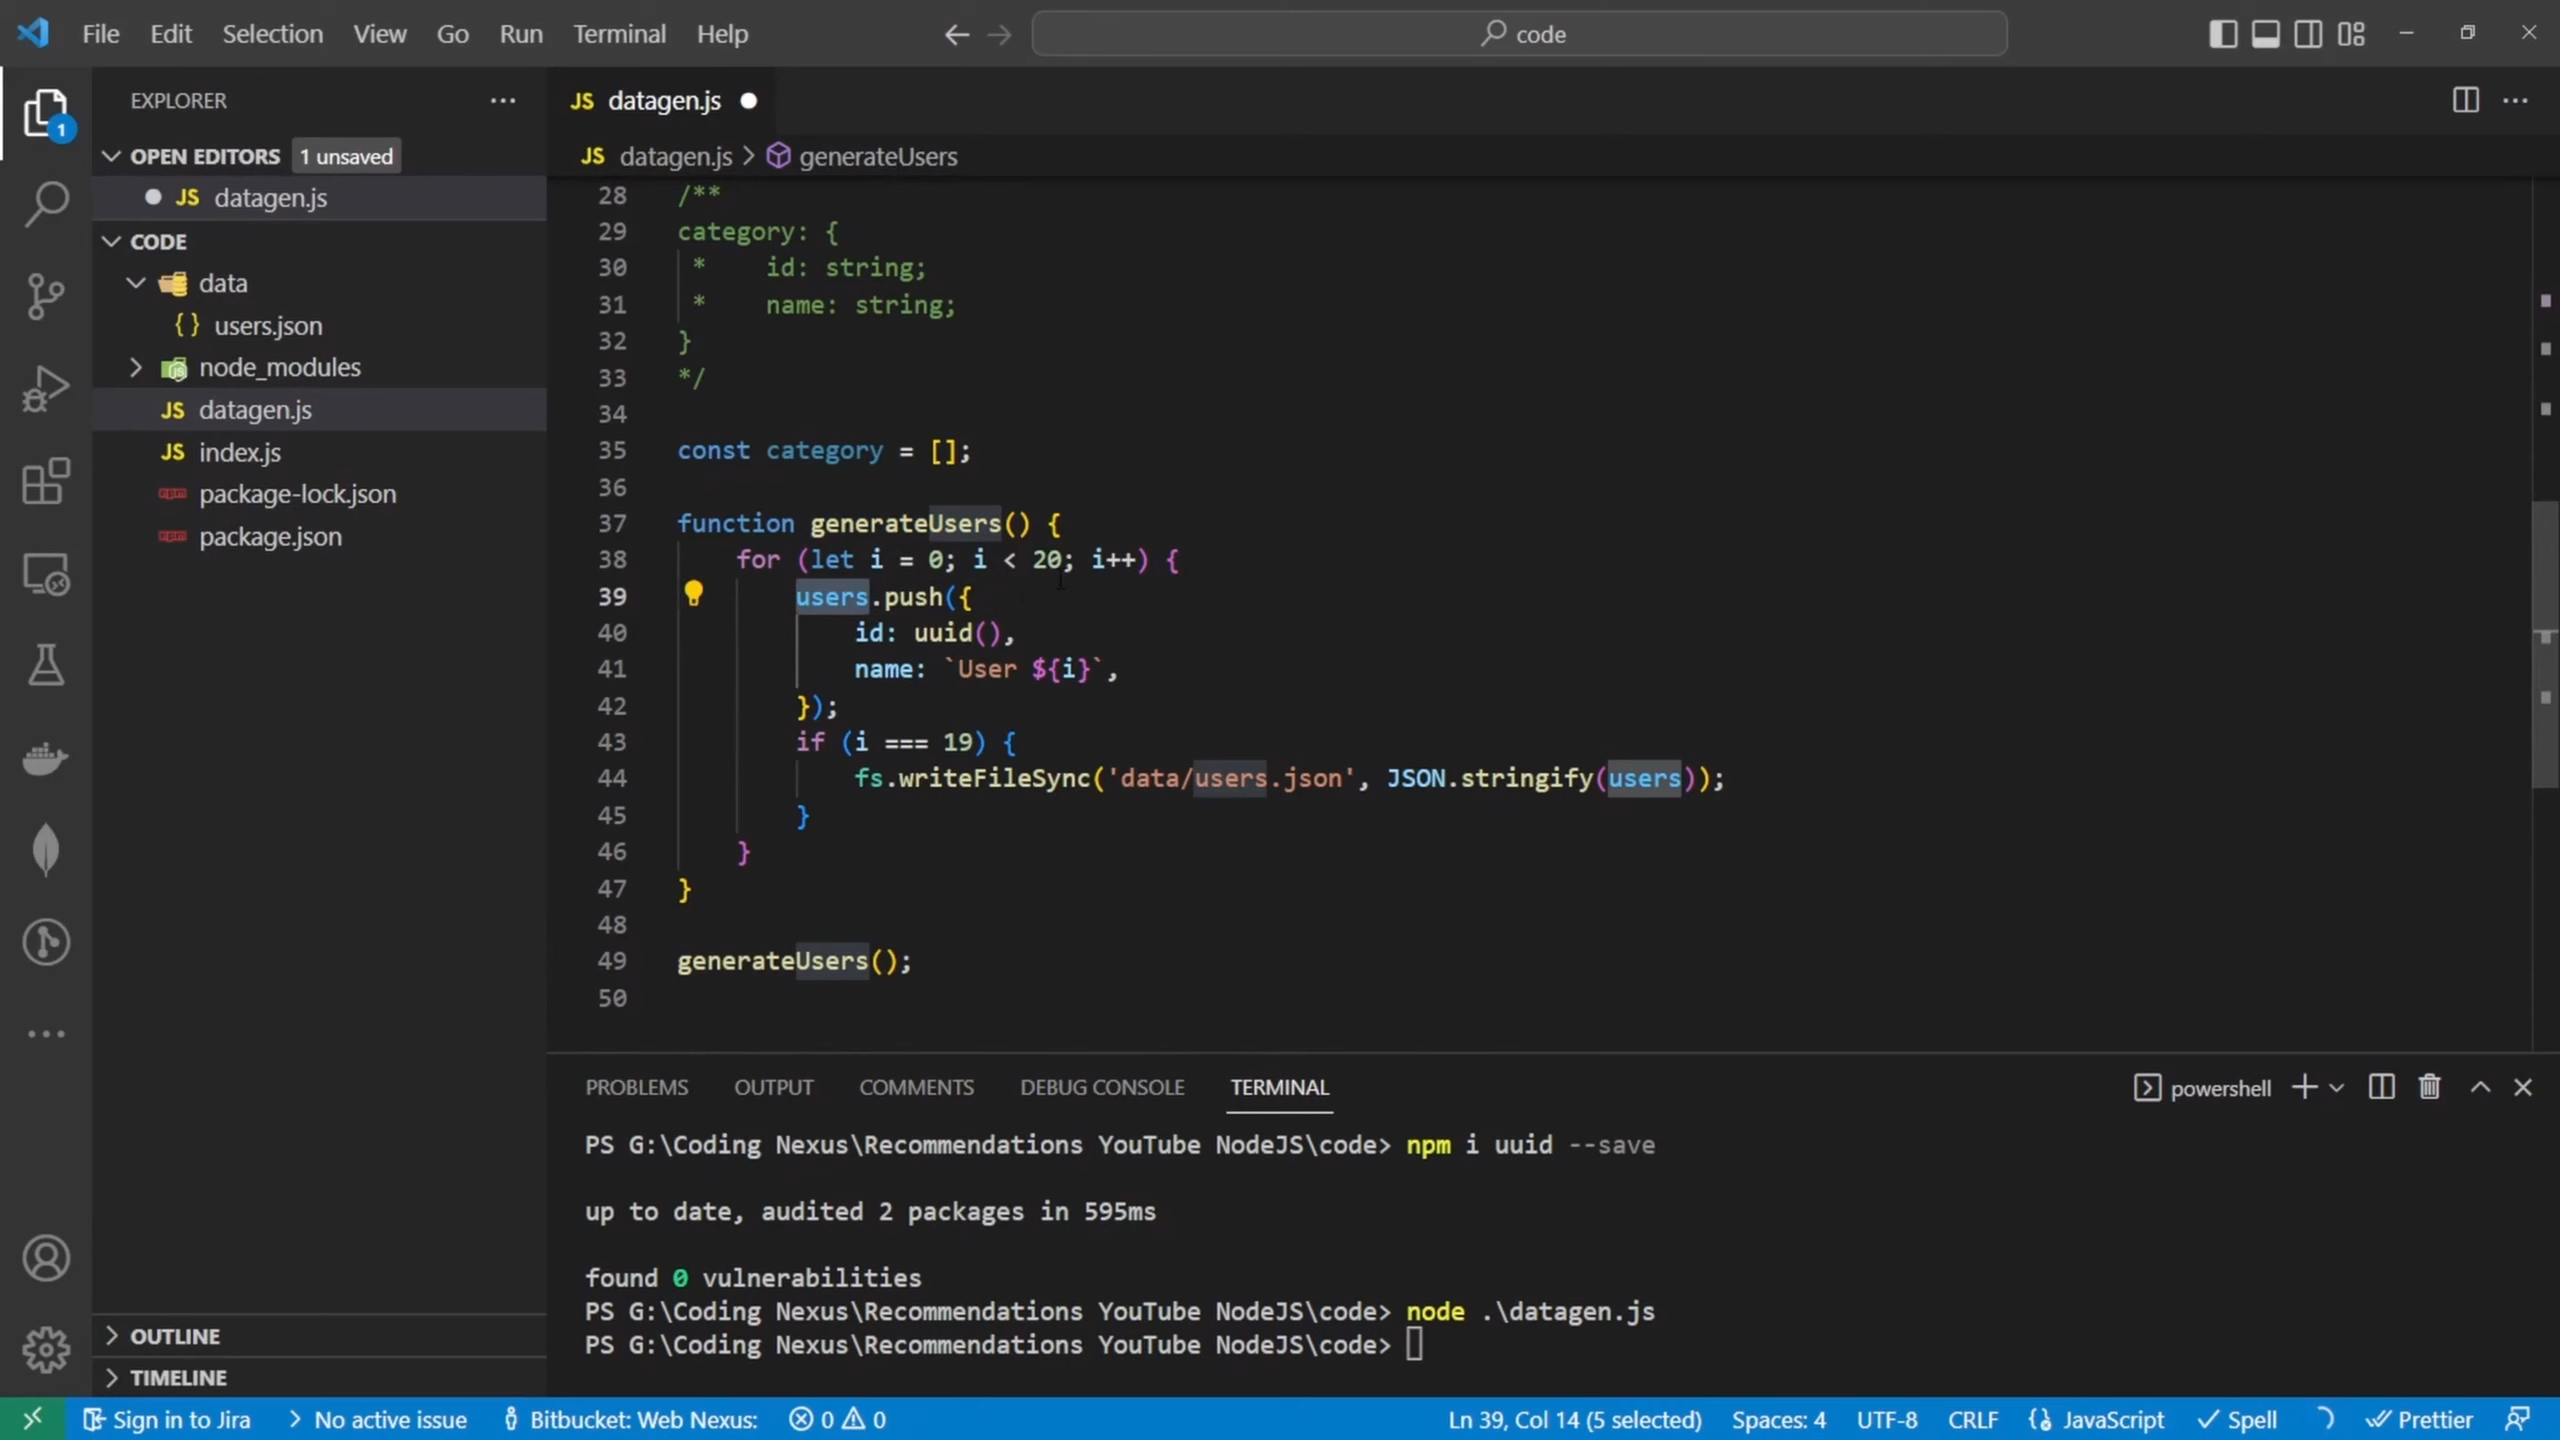 File Edit Selection View Go Run Terminal Help
code
EXPLORER
1
OPEN EDITORS 1 unsaved
JS datagen.js
CODE
data
{ } users.json
node_modules
JS datagen.js
JS index.js
package-lock.json
package.json
OUTLINE
TIMELINE
JS datagen.js
JS datagen.js > generateUsers
28 /**
29 category: {
30 * id: string;
31 * name: string;
32 }
33 */
34
35 const category = [];
36
37 function generateUsers() {
38 for (let i = 0; i < 20; i++) {
39 users.push({
40 id: uuid(),
41 name: `User ${i}`,
42 });
43 if (i === 19) {
44 fs.writeFileSync('data/users.json', JSON.stringify(users));
45 }
46 }
47 }
48
49 generateUsers();
50
PROBLEMS OUTPUT COMMENTS DEBUG CONSOLE TERMINAL
powershell
PS G:\Coding Nexus\Recommendations YouTube NodeJS\code> npm i uuid --save
up to date, audited 2 packages in 595ms
found 0 vulnerabilities
PS G:\Coding Nexus\Recommendations YouTube NodeJS\code> node .\datagen.js
PS G:\Coding Nexus\Recommendations YouTube NodeJS\code>
Sign in to Jira No active issue Bitbucket: Web Nexus: 0 0 Ln 39, Col 14 (5 selected) Spaces: 4 UTF-8 CRLF JavaScript Spell Prettier